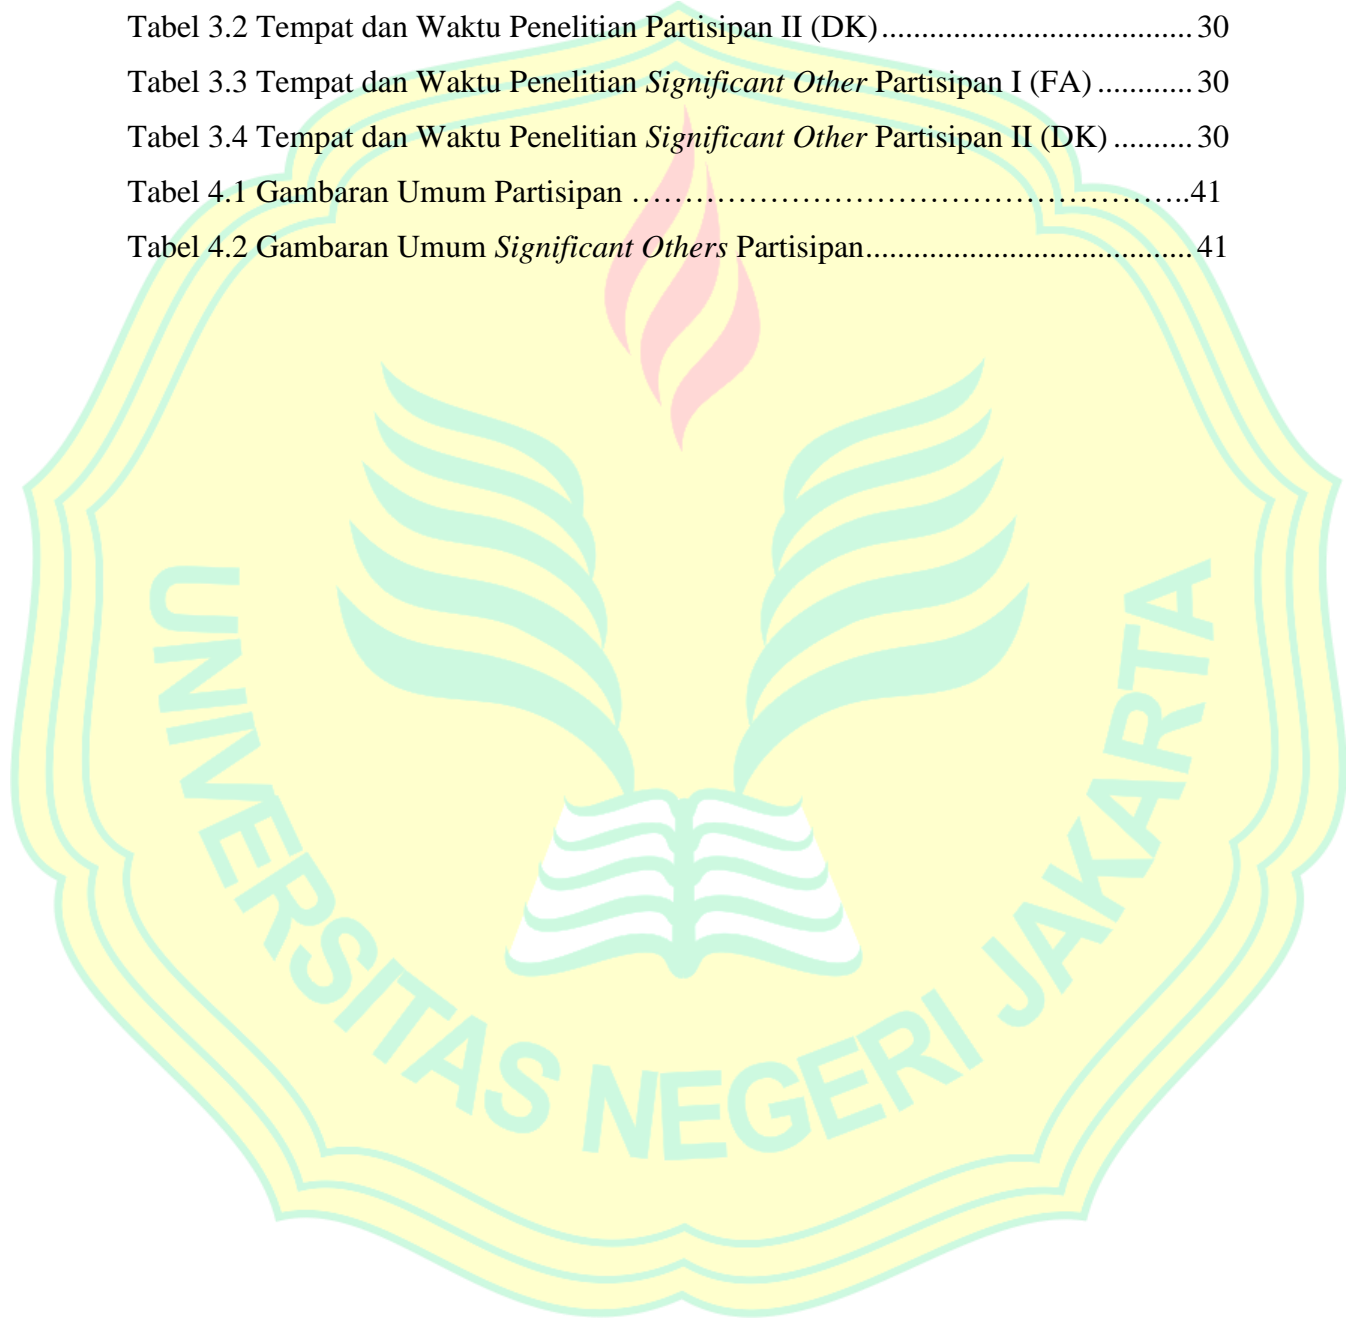 Tabel 3.2 Tempat dan Waktu Penelitian Partisipan II (DK)..................................... 30
Tabel 3.3 Tempat dan Waktu Penelitian Significant Other Partisipan I (FA) ............ 30
Tabel 3.4 Tempat dan Waktu Penelitian Significant Other Partisipan II (DK) .......... 30
Tabel 4.1 Gambaran Umum Partisipan ……………………………………………..41
Tabel 4.2 Gambaran Umum Significant Others Partisipan..................................... 41
UNIVERSITAS NEGERI JAKARTA